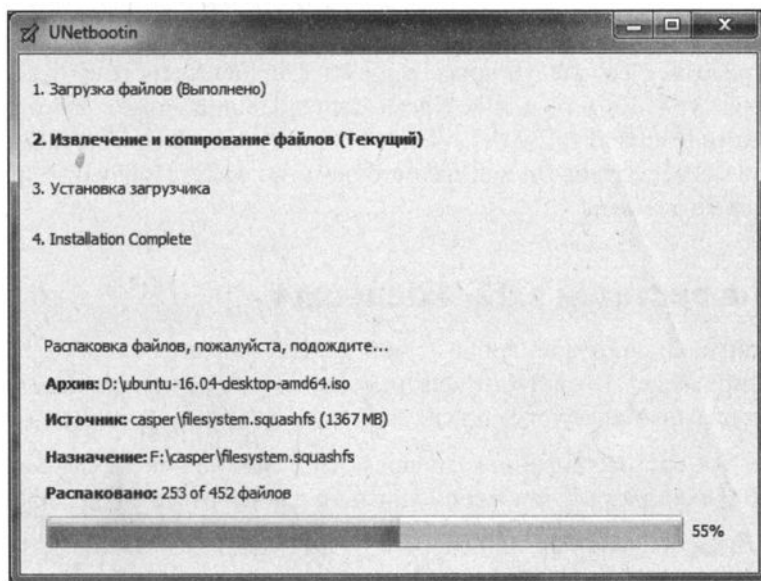 UNetbootin
1. Загрузка файлов (Выполнено)
2. Извлечение и копирование файлов (Текущий)
3. Установка загрузчика
4. Installation Complete
Распаковка файлов, пожалуйста, подождите...
Архив: D:\ubuntu-16.04-desktop-amd64.iso
Источник: casper\filesystem.squashfs (1367 MB)
Назначение: F:\casper\filesystem.squashfs
Распаковано: 253 of 452 файлов
55%